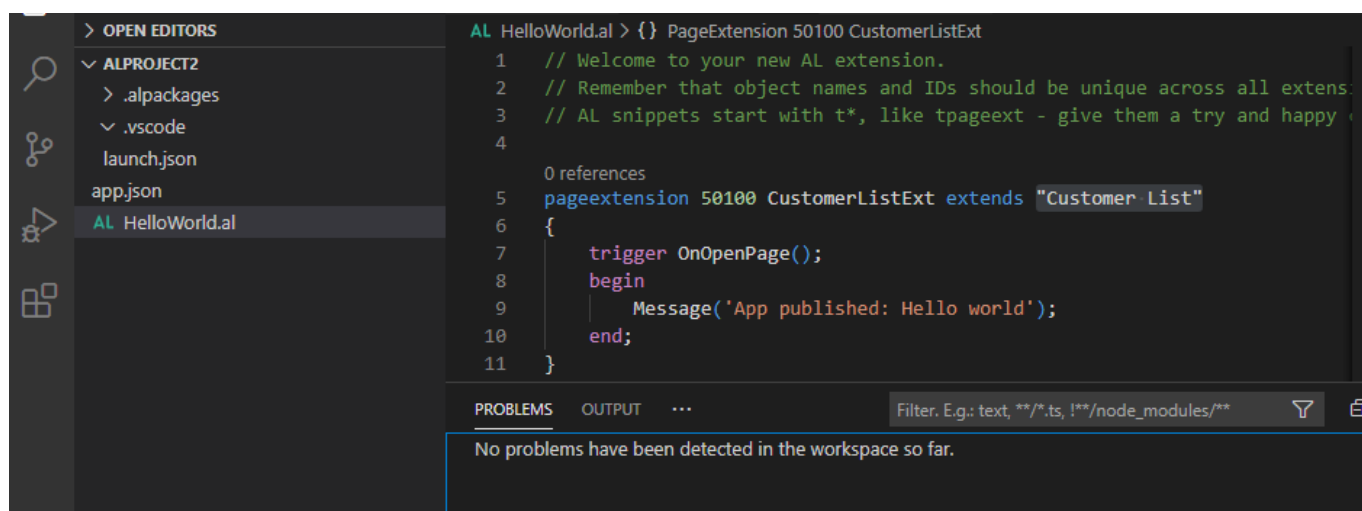 OPEN EDITORS
ALPROJECT2
.alpackages
.vscode
launch.json
app.json
AL HelloWorld.al
AL HelloWorld.al > {} PageExtension 50100 CustomerListExt
1 // Welcome to your new AL extension.
2 // Remember that object names and IDs should be unique across all extens
3 // AL snippets start with t*, like tpageext - give them a try and happy
4
0 references
5 pageextension 50100 CustomerListExt extends "Customer List"
6 {
7 trigger OnOpenPage();
8 begin
9 Message('App published: Hello world');
10 end;
11 }
PROBLEMS OUTPUT ··· Filter. E.g.: text, **/*.ts, !**/node_modules/**
No problems have been detected in the workspace so far.